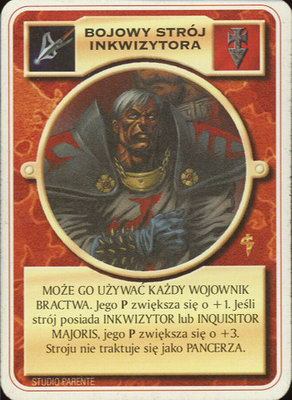 BOJOWY STRÓJ
INKWIZYTORA
MOŻE GO UŻYWAĆ KAŻDY WOJOWNIK
BRACTWA. Jego P zwiększa się o +1. Jeśli
strój posiada INKWIZYTOR lub INQUISITOR
MAJORIS, jego P zwiększa się o +3.
Stroju nie traktuje się jako PANCERZA.
STUDIO PARENTE